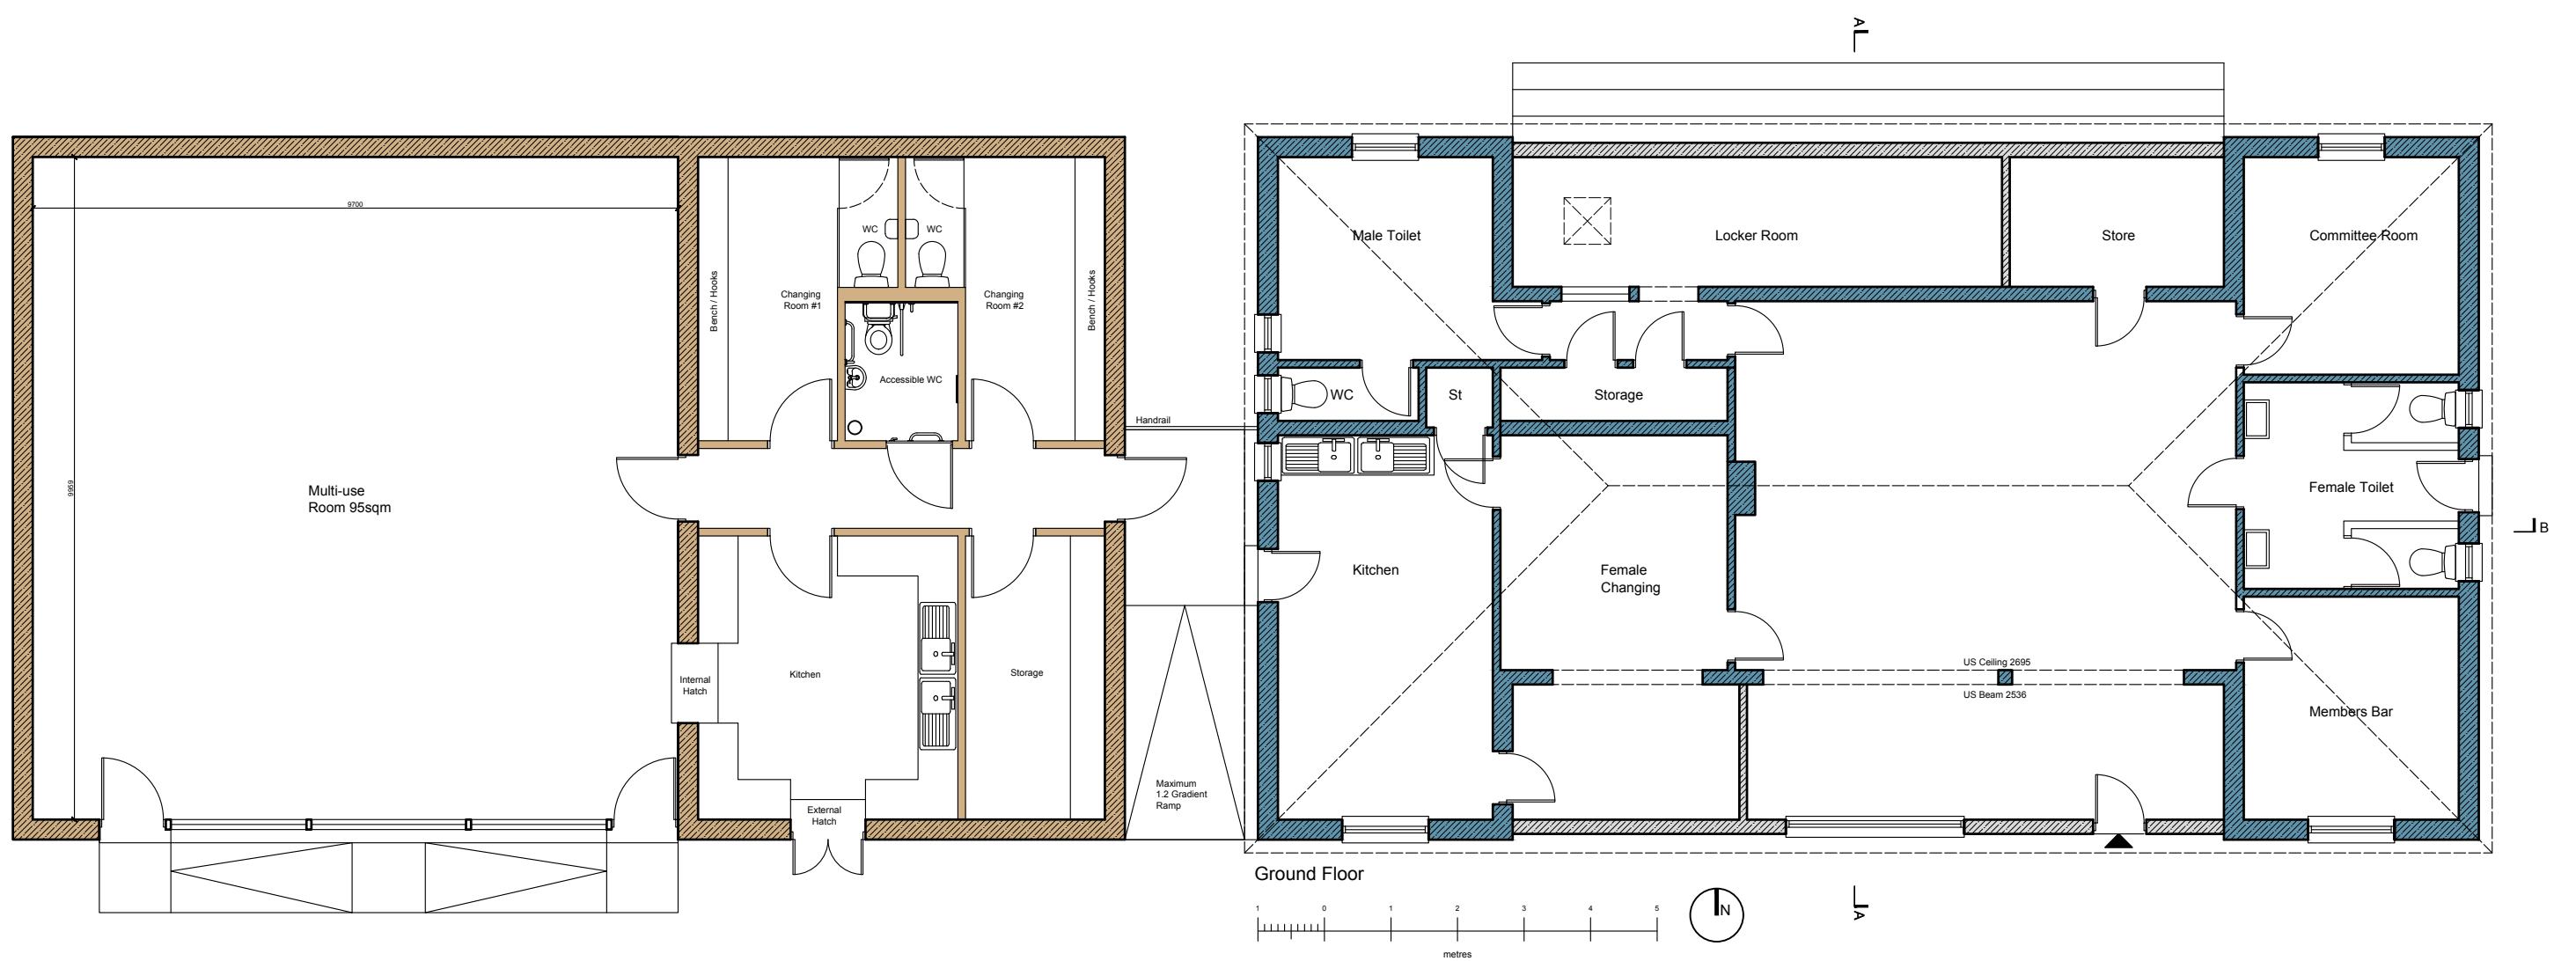 A
9700
9959
Multi-use
Room 95sqm
Bench / Hooks
Changing
Room #1
WC
WC
Changing
Room #2
Bench / Hooks
Accessible WC
Handrail
Internal
Hatch
Kitchen
Storage
External
Hatch
Maximum
1.2 Gradient
Ramp
Male Toilet
Locker Room
Store
Committee Room
WC
St
Storage
Female Toilet
B
Kitchen
Female
Changing
US Ceiling 2695
US Beam 2536
Members Bar
Ground Floor
1 0 1 2 3 4 5
metres
N
A